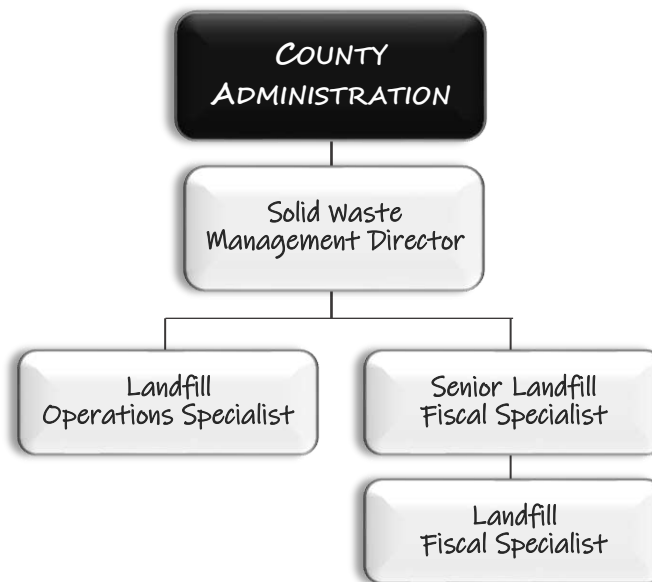 COUNTY
ADMINISTRATION
Solid Waste
Management Director
Landfill
Operations Specialist
Senior Landfill
Fiscal Specialist
Landfill
Fiscal Specialist